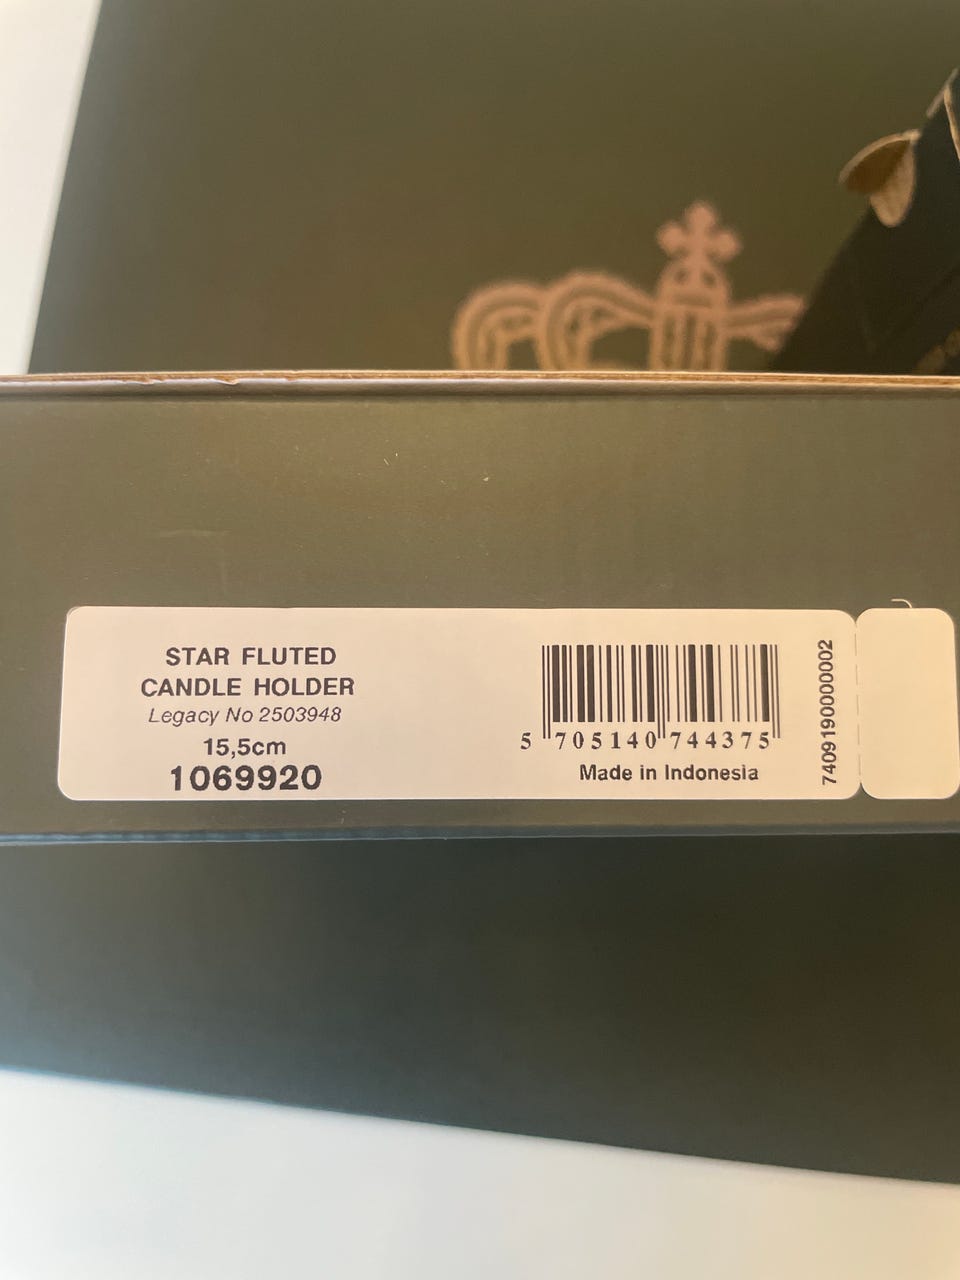 STAR FLUTED
CANDLE HOLDER
Legacy No 2503948
15,5cm
1069920
5 705140 744375
Made in Indonesia
7409190000002